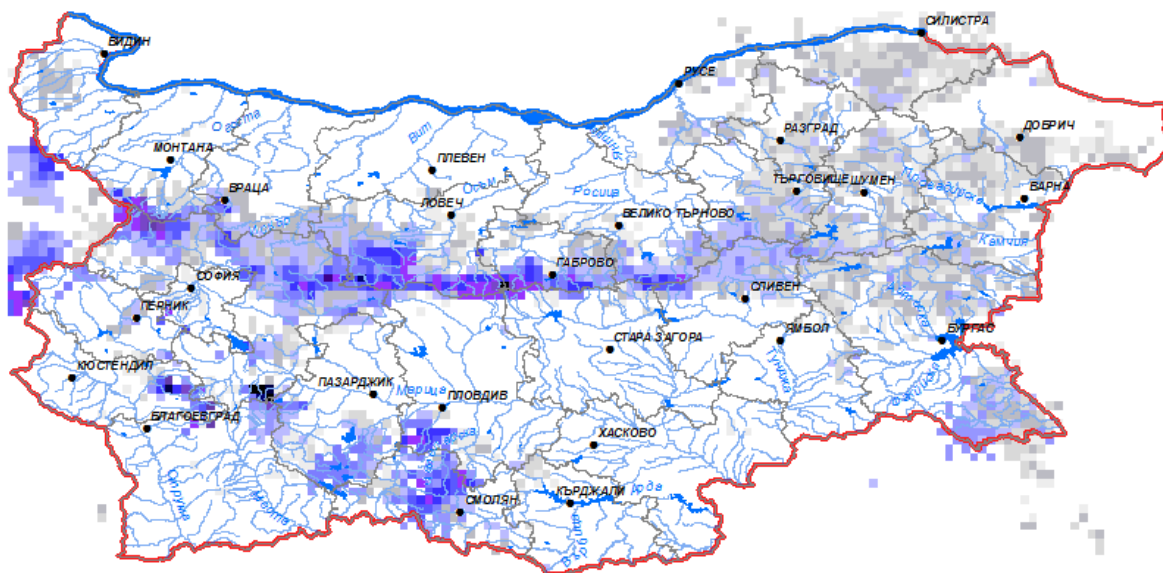 СИЛИСТРА
ВИДИН
РУСЕ
Огоста
Вит
ДОБРИЧ
РАЗГРАД
МОНТАНА
ПЛЕВЕН
Осъм
Росица
ТЪРГОВИЩЕ
ШУМЕН
ВРАЦА
ВАРНА
ЛОВЕЧ
ВЕЛИКО ТЪРНОВО
Камчия
СОФИЯ
ГАБРОВО
СЛИВЕН
ПЕРНИК
СТАРА ЗАГОРА
ЯМБОЛ
БУРГАС
Тунджа
КЮСТЕНДИЛ
ПАЗАРДЖИК
Марица
ПЛОВДИВ
БЛАГОЕВГРАД
ХАСКОВО
Струма
Места
СМОЛЯН
КЪРДЖАЛИ